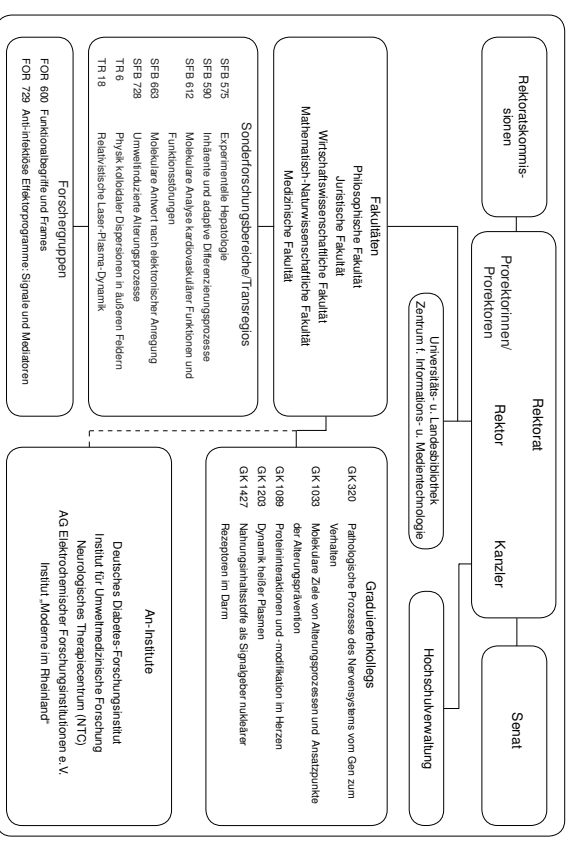 Rektoratskommis-
sionen
Rektorat
Prorektorinnen/
Prorektoren
Rektor
Kanzler
Senat
Universitäts- u. Landesbibliothek
Zentrum f. Informations- u. Medientechnologie
Hochschulverwaltung
Fakultäten
Philosophische Fakultät
Juristische Fakultät
Wirtschaftswissenschaftliche Fakultät
Mathematisch-Naturwissenschaftliche Fakultät
Medizinische Fakultät
Graduiertenkollegs
GK 320 Pathologische Prozesse des Nervensystems vom Gen zum
Verhalten
GK 1033 Molekulare Ziele von Alterungsprozessen und Ansatzpunkte
der Alterungsprävention
GK 1089 Proteininteraktionen und -modifikation im Herzen
GK 1203 Dynamik heißer Plasmen
GK 1427 Nahrungsinhaltsstoffe als Signalgeber nukleärer
Rezeptoren im Darm
Sonderforschungsbereiche/Transregios
SFB 575 Experimentelle Hepatologie
SFB 590 Inhärente und adaptive Differenzierungsprozesse
SFB 612 Molekulare Analyse kardiovaskulärer Funktionen und
Funktionsstörungen
SFB 663 Molekulare Antwort nach elektronischer Anregung
SFB 728 Umweltinduzierte Alterungsprozesse
TR 6 Physik kolloidaler Dispersionen in äußeren Feldern
TR 18 Relativistische Laser-Plasma-Dynamik
An-Institute
Deutsches Diabetes-Forschungsinstitut
Institut für Umweltmedizinische Forschung
Neurologisches Therapiecentrum (NTC)
AG Elektrochemischer Forschungsinstitutionen e.V.
Institut „Moderne im Rheinland"
Forschergruppen
FOR 600 Funktionalbegriffe und Frames
FOR 729 Anti-infektiöse Effektorprogramme: Signale und Mediatoren